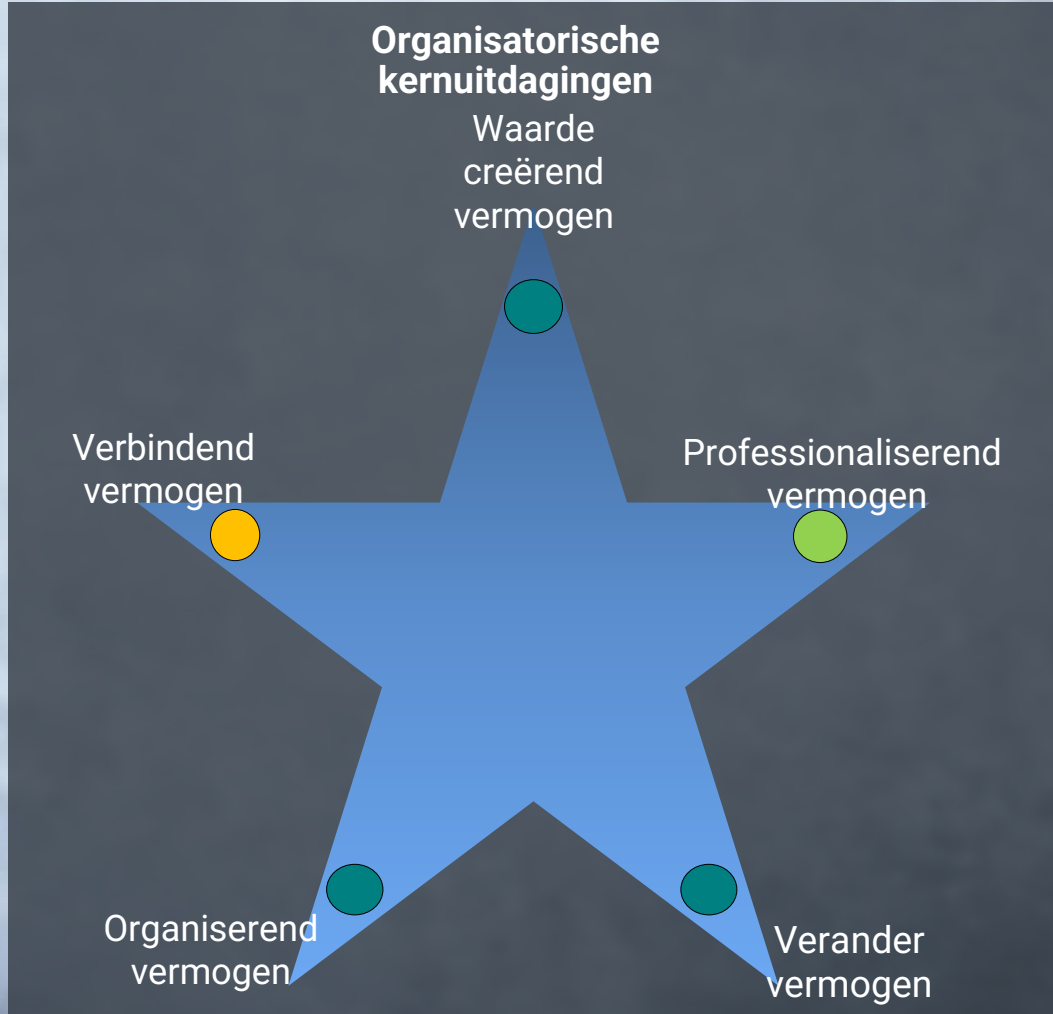 Organisatorische
kernuitdagingen
Waarde
creërend
vermogen
Verbindend
vermogen
Professionaliserend
vermogen
Organiserend
vermogen
Verander
vermogen